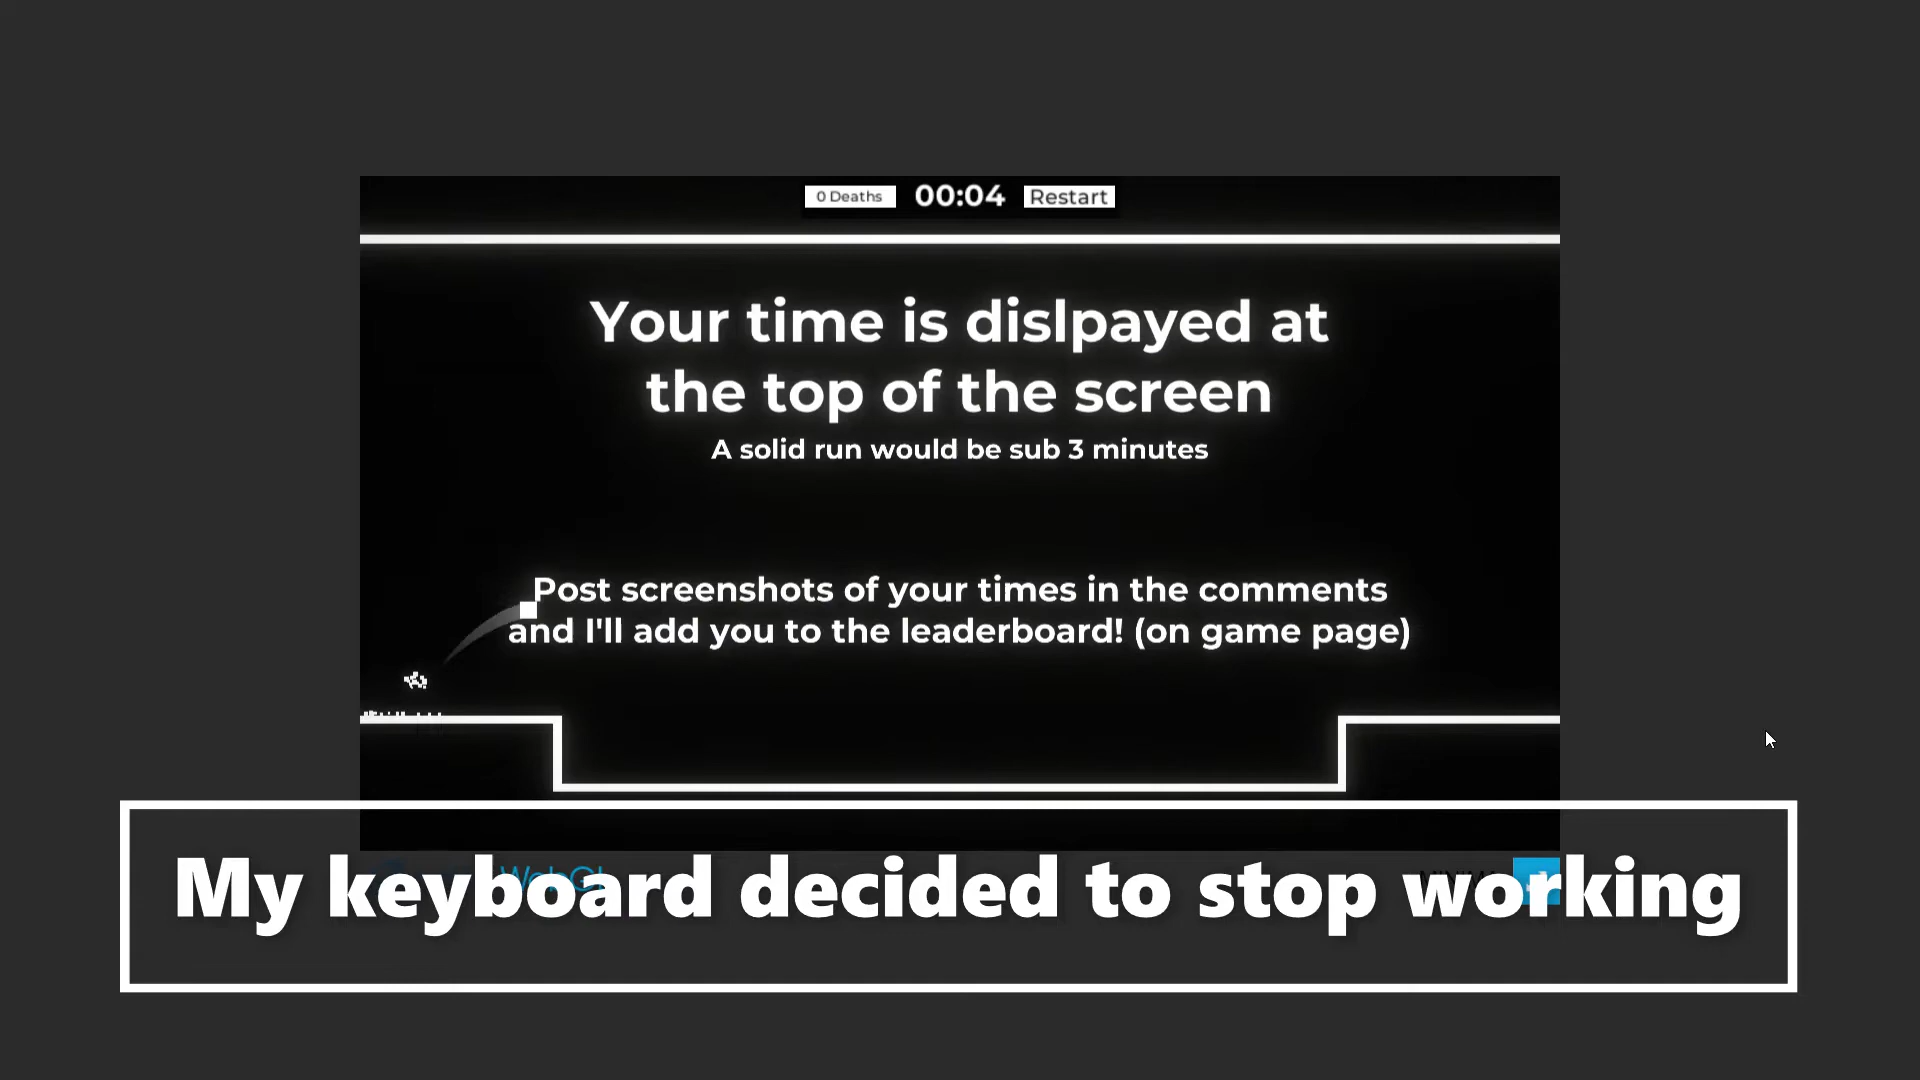 0 Deaths 00:04 Restart
Your time is dislpayed at
the top of the screen
A solid run would be sub 3 minutes
Post screenshots of your times in the comments
and I'll add you to the leaderboard! (on game page)
WebGL
My keyboard decided to stop working